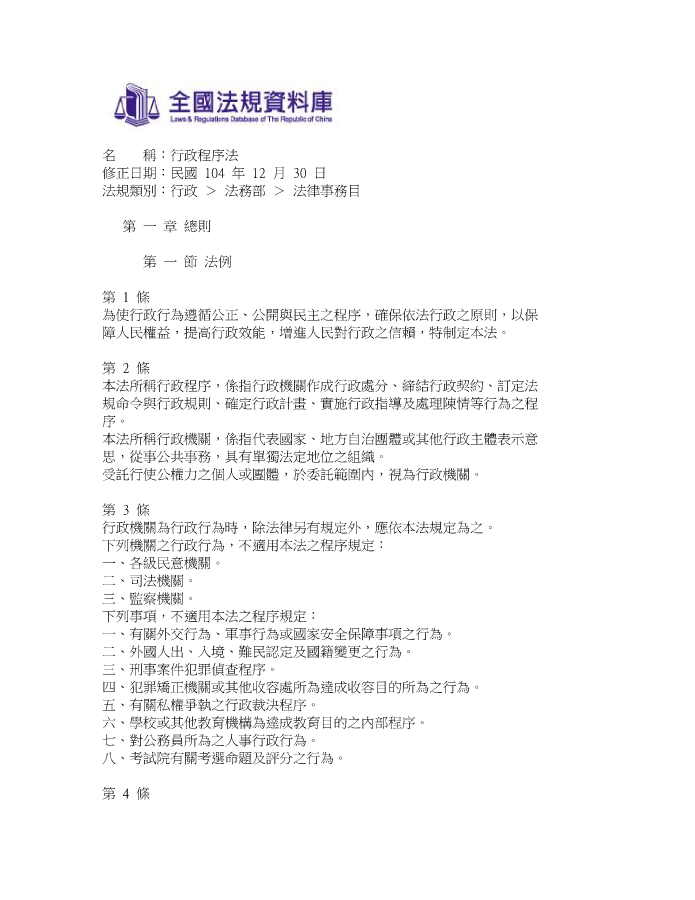 全國法規資料庫
Laws & Regulations Database of The Republic of China
名　　稱：行政程序法
修正日期：民國 104 年 12 月 30 日
法規類別：行政 ＞ 法務部 ＞ 法律事務目
第 一 章 總則
第 一 節 法例
第 1 條
為使行政行為遵循公正、公開與民主之程序，確保依法行政之原則，以保
障人民權益，提高行政效能，增進人民對行政之信賴，特制定本法。
第 2 條
本法所稱行政程序，係指行政機關作成行政處分、締結行政契約、訂定法
規命令與行政規則、確定行政計畫、實施行政指導及處理陳情等行為之程
序。
本法所稱行政機關，係指代表國家、地方自治團體或其他行政主體表示意
思，從事公共事務，具有單獨法定地位之組織。
受託行使公權力之個人或團體，於委託範圍內，視為行政機關。
第 3 條
行政機關為行政行為時，除法律另有規定外，應依本法規定為之。
下列機關之行政行為，不適用本法之程序規定：
一、各級民意機關。
二、司法機關。
三、監察機關。
下列事項，不適用本法之程序規定：
一、有關外交行為、軍事行為或國家安全保障事項之行為。
二、外國人出、入境、難民認定及國籍變更之行為。
三、刑事案件犯罪偵查程序。
四、犯罪矯正機關或其他收容處所為達成收容目的所為之行為。
五、有關私權爭執之行政裁決程序。
六、學校或其他教育機構為達成教育目的之內部程序。
七、對公務員所為之人事行政行為。
八、考試院有關考選命題及評分之行為。
第 4 條